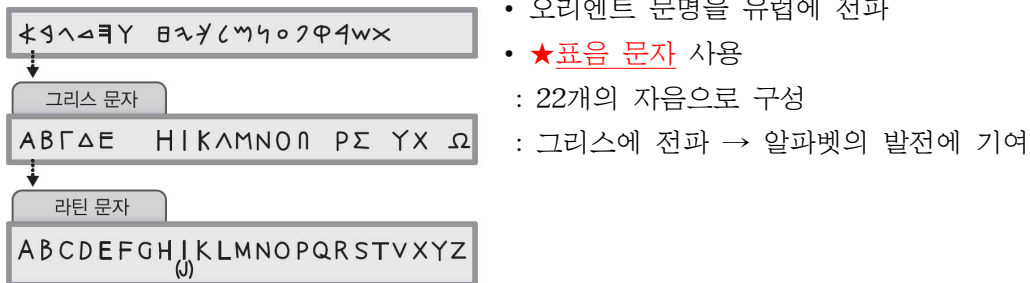 𐤀𐤁𐤂𐤃𐤄𐤅 𐤇𐤉𐤊𐤋𐤌𐤍𐤏𐤐𐤒𐤓𐤔𐤕
그리스 문자
ΑΒΓΔΕ ΗΙΚΛΜΝΟΠ ΡΣ ΥΧ Ω
라틴 문자
ABCDEFGHIKLMNOPQRSTVXYZ
(J)
• 오리엔트 문명을 유럽에 전파
• ★표음 문자 사용
: 22개의 자음으로 구성
: 그리스에 전파 → 알파벳의 발전에 기여